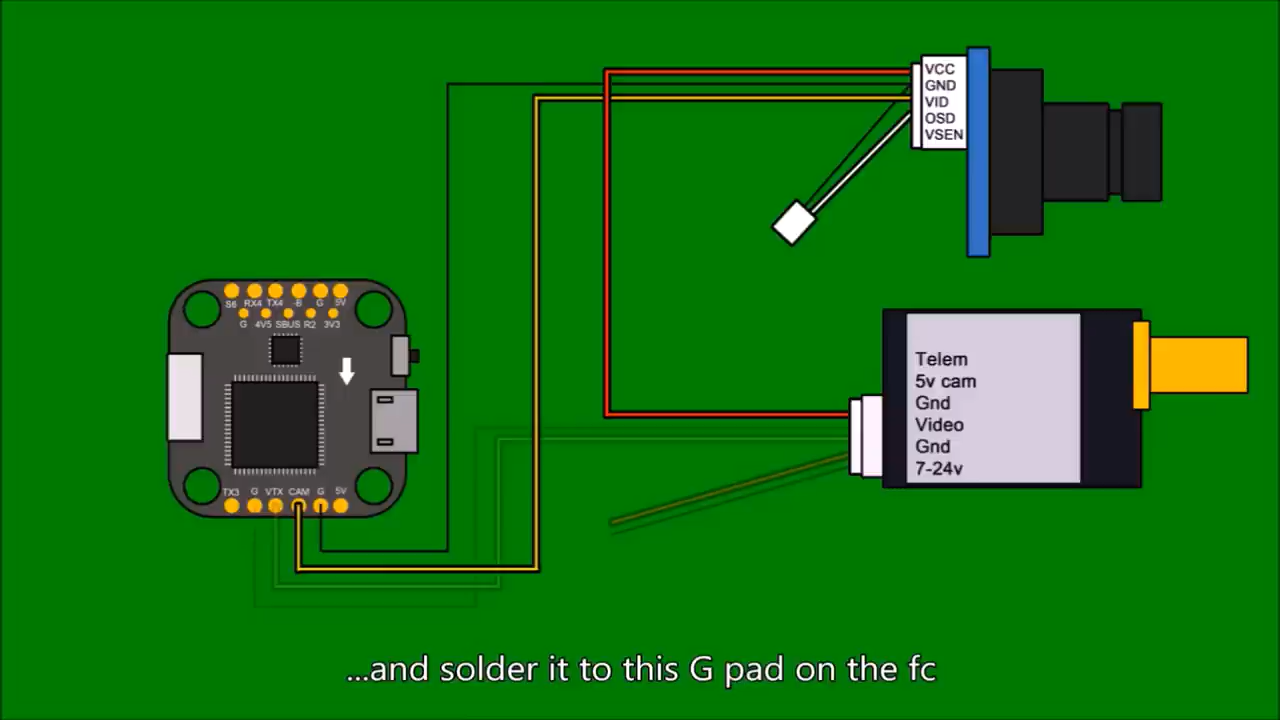 VCC
GND
VID
OSD
VSEN
S6 RX4 TX4 -B G 5V
G 4V5 SBUS R2 3V3
Telem
5v cam
Gnd
Video
Gnd
7-24v
TX3 G VTX CAM G 5V
...and solder it to this G pad on the fc